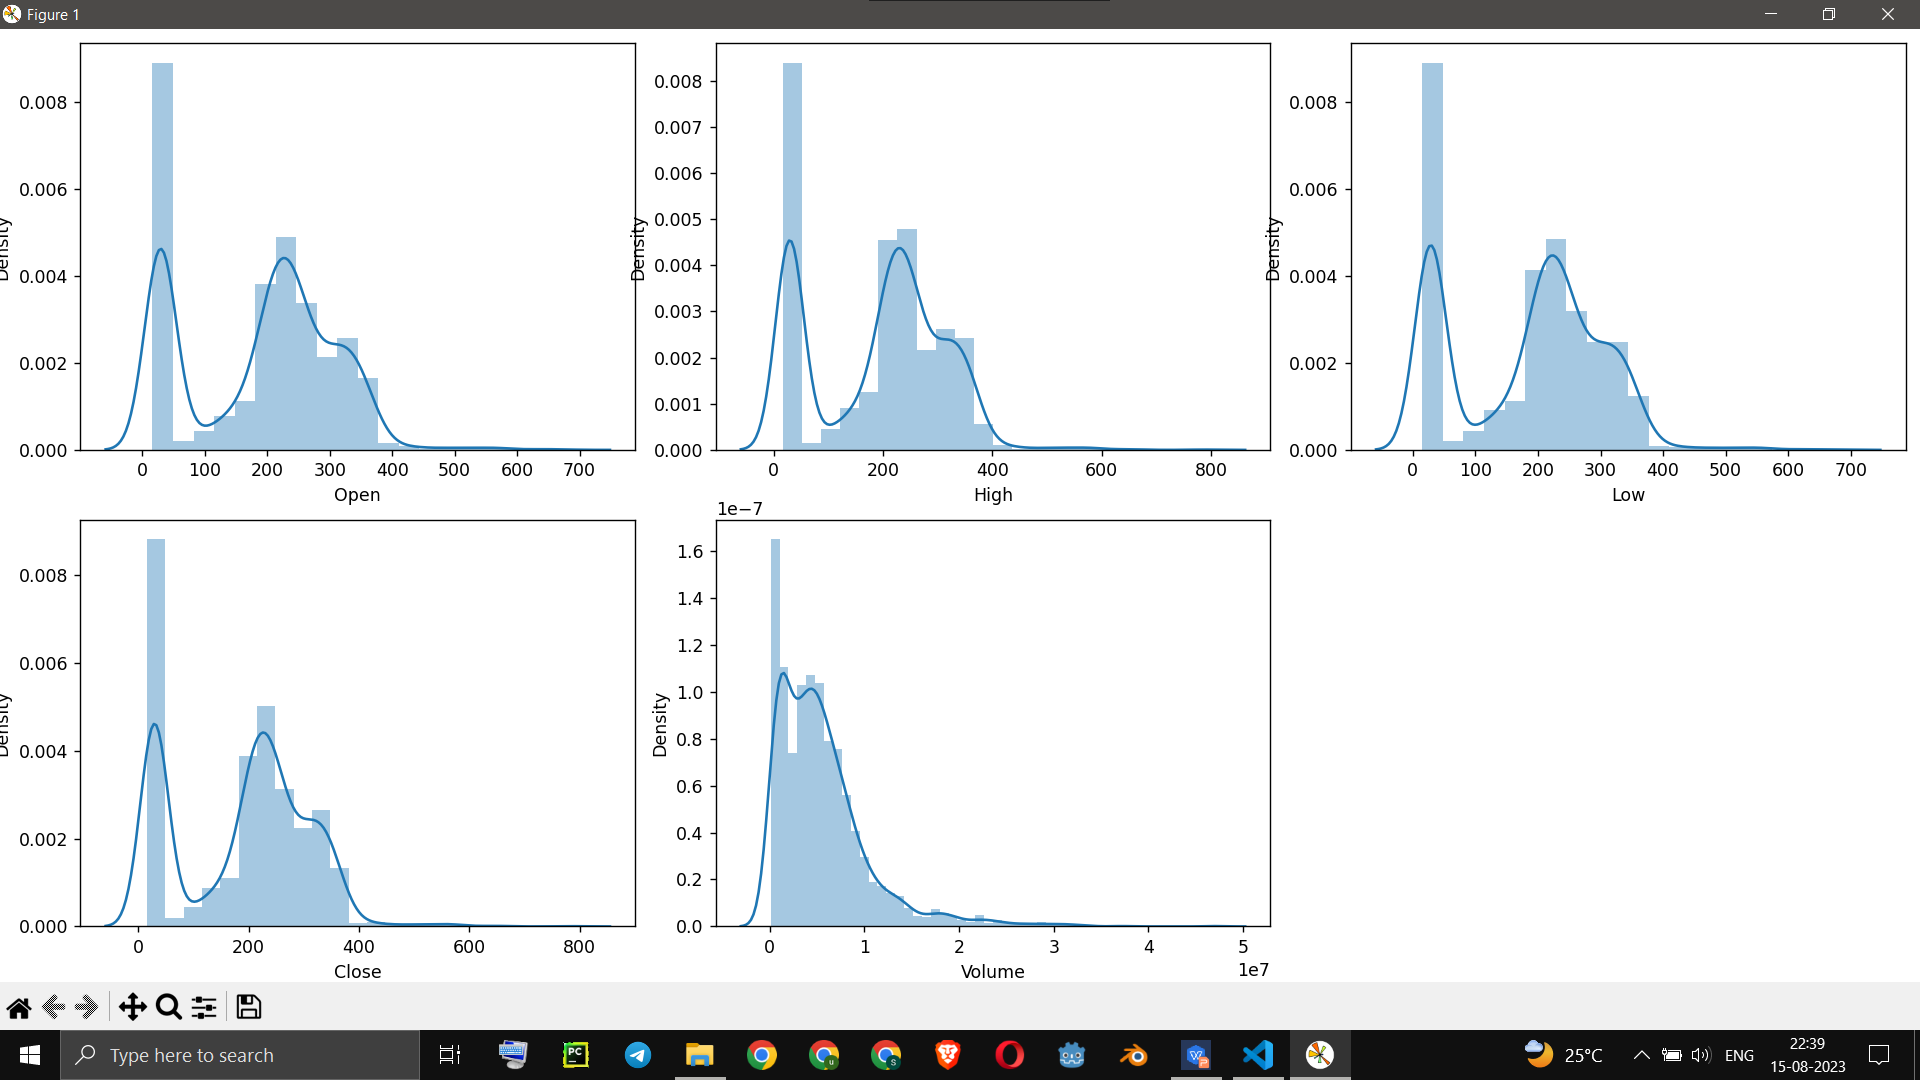 Figure 1
0.008
0.006
0.004
0.002
0.000
Density
0 100 200 300 400 500 600 700
Open
0.008
0.007
0.006
0.005
0.004
0.003
0.002
0.001
0.000
Density
0 200 400 600 800
High
0.008
0.006
0.004
0.002
0.000
Density
0 100 200 300 400 500 600 700
Low
0.008
0.006
0.004
0.002
0.000
Density
0 200 400 600 800
Close
1e−7
1.6
1.4
1.2
1.0
0.8
0.6
0.4
0.2
0.0
Density
0 1 2 3 4 5
1e7
Volume
Type here to search
PC
25°C
ENG
22:39
15-08-2023